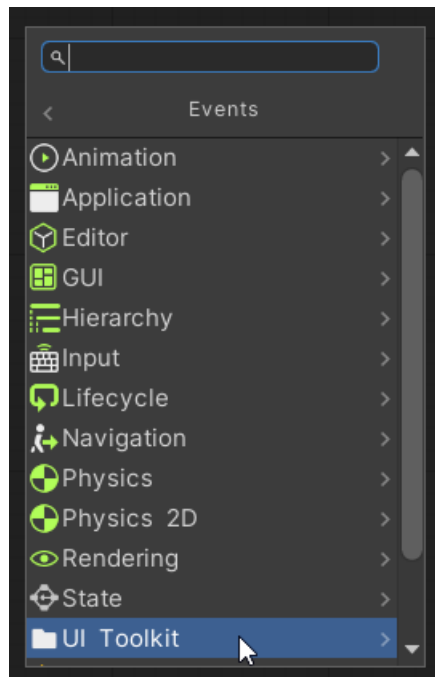 Events
Animation
Application
Editor
GUI
Hierarchy
Input
Lifecycle
Navigation
Physics
Physics 2D
Rendering
State
UI Toolkit